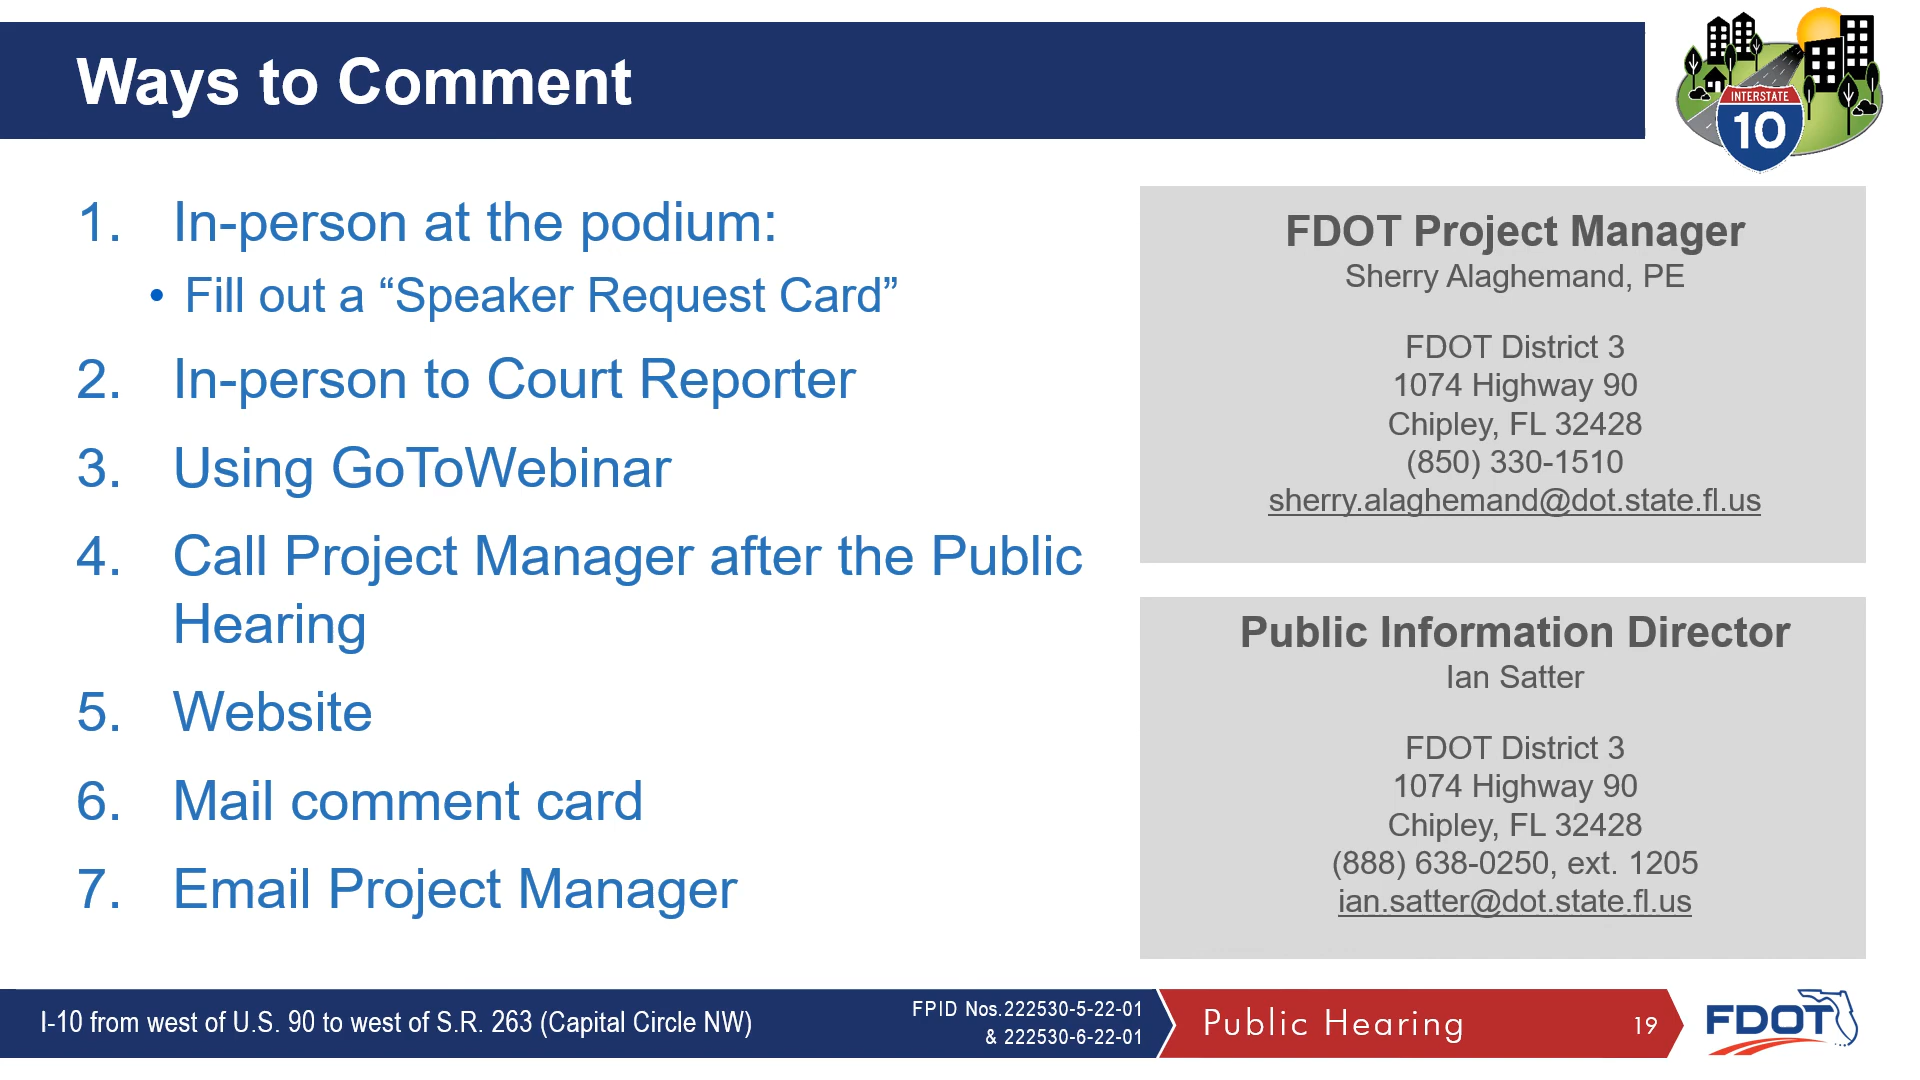 Ways to Comment
INTERSTATE
10
1. In-person at the podium:
• Fill out a “Speaker Request Card”
2. In-person to Court Reporter
3. Using GoToWebinar
4. Call Project Manager after the Public
Hearing
5. Website
6. Mail comment card
7. Email Project Manager
FDOT Project Manager
Sherry Alaghemand, PE
FDOT District 3
1074 Highway 90
Chipley, FL 32428
(850) 330-1510
sherry.alaghemand@dot.state.fl.us
Public Information Director
Ian Satter
FDOT District 3
1074 Highway 90
Chipley, FL 32428
(888) 638-0250, ext. 1205
ian.satter@dot.state.fl.us
I-10 from west of U.S. 90 to west of S.R. 263 (Capital Circle NW)
FPID Nos.222530-5-22-01
& 222530-6-22-01
Public Hearing
19
FDOT